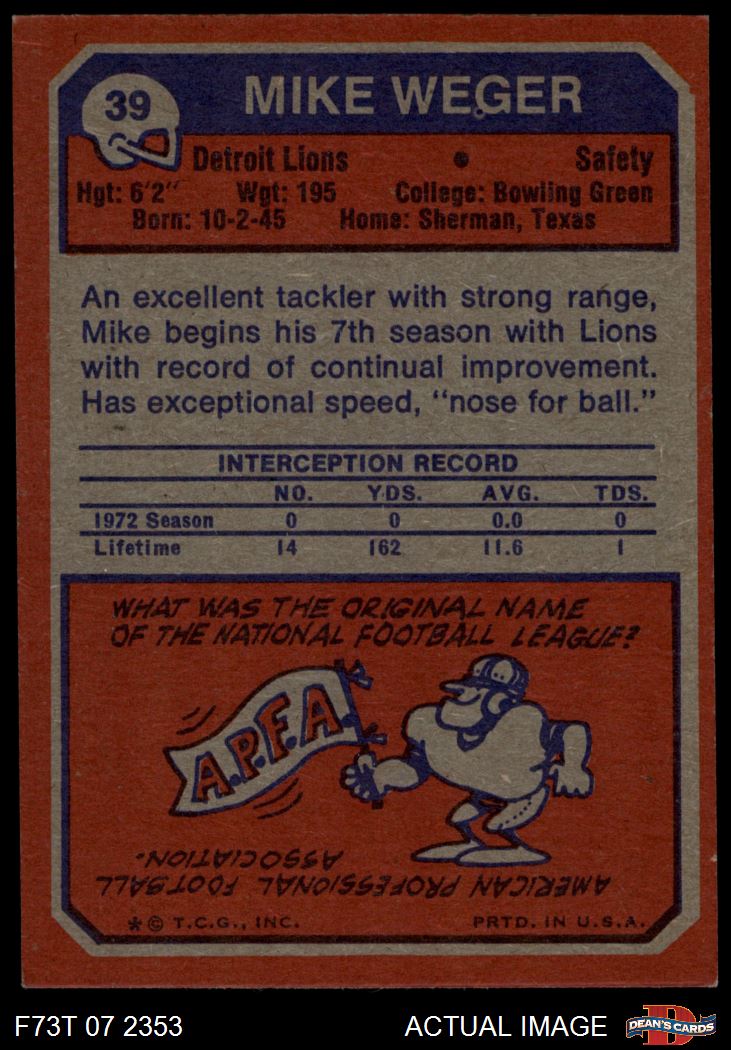 39
MIKE WEGER
Detroit Lions • Safety
Hgt: 6'2" Wgt: 195 College: Bowling Green
Born: 10-2-45 Home: Sherman, Texas
An excellent tackler with strong range,
Mike begins his 7th season with Lions
with record of continual improvement.
Has exceptional speed, "nose for ball."
INTERCEPTION RECORD
NO. YDS. AVG. TDS.
1972 Season 0 0 0.0 0
Lifetime 14 162 11.6 1
WHAT WAS THE ORIGINAL NAME
OF THE NATIONAL FOOTBALL LEAGUE?
A.P.F.A.
AMERICAN PROFESSIONAL FOOTBALL
ASSOCIATION.
* © T.C.G., INC. PRTD. IN U.S.A.
F73T 07 2353 ACTUAL IMAGE D DEAN'S CARDS